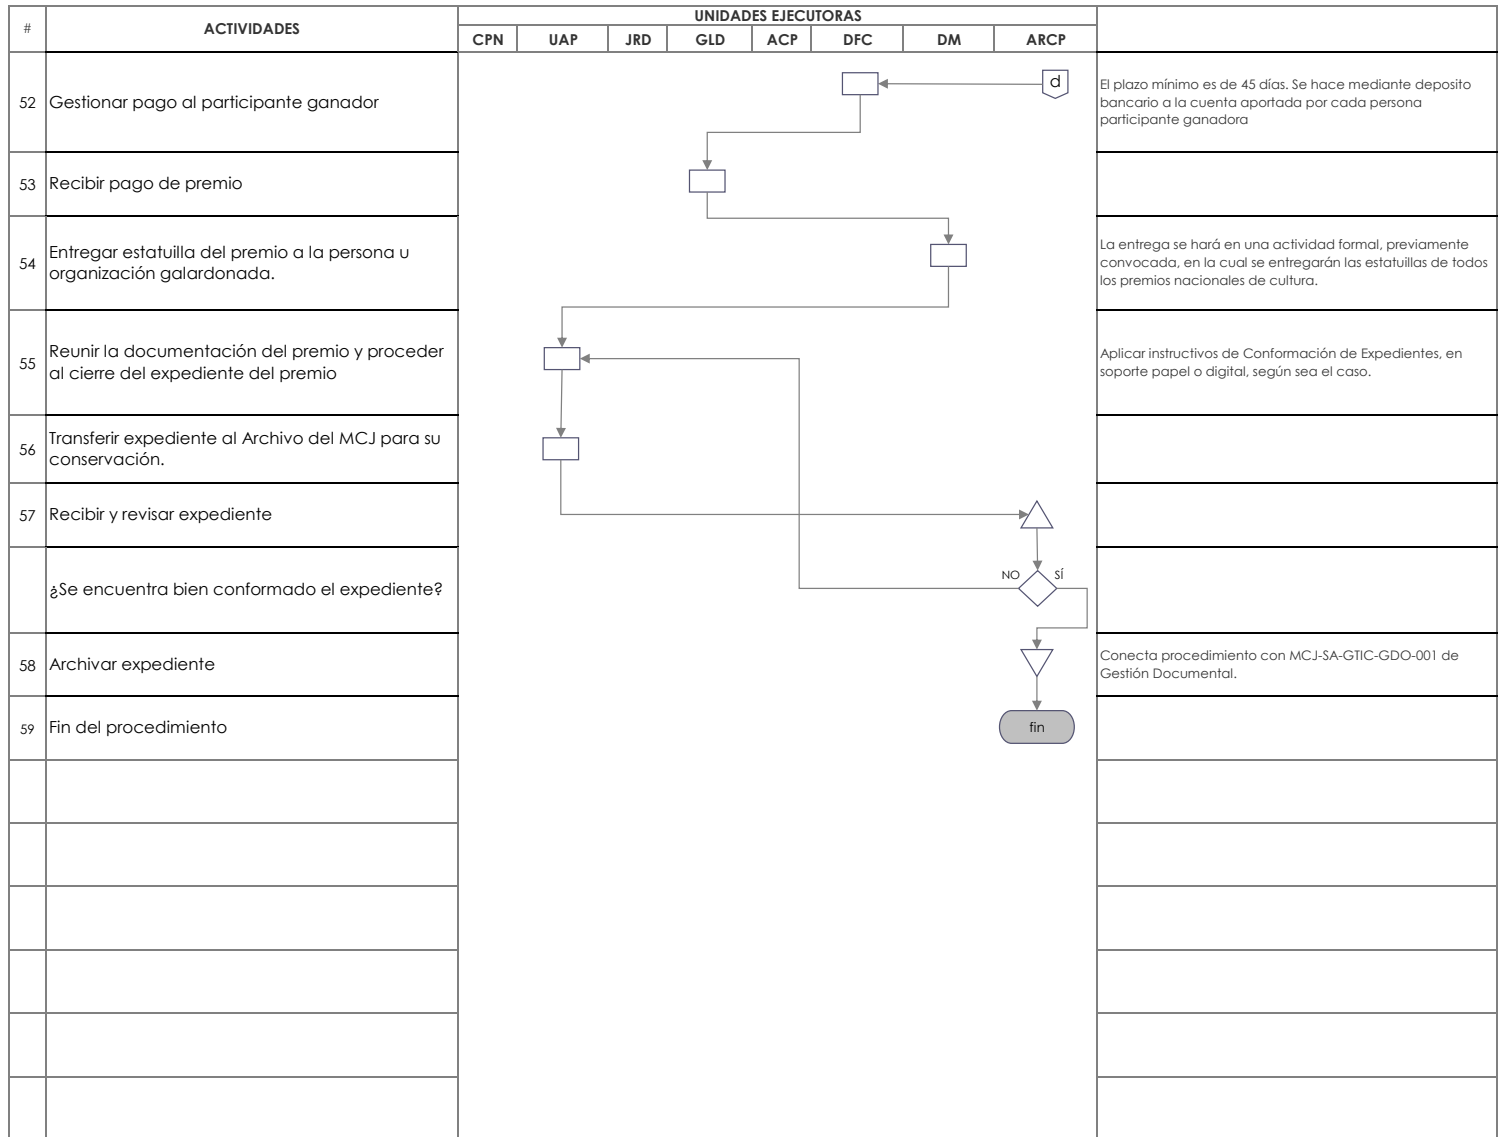 #
ACTIVIDADES
UNIDADES EJECUTORAS
CPN UAP JRD GLD ACP DFC DM ARCP
52 Gestionar pago al participante ganador
d
El plazo mínimo es de 45 días. Se hace mediante deposito
bancario a la cuenta aportada por cada persona
participante ganadora
53 Recibir pago de premio
54 Entregar estatuilla del premio a la persona u
organización galardonada.
La entrega se hará en una actividad formal, previamente
convocada, en la cual se entregarán las estatuillas de todos
los premios nacionales de cultura.
55 Reunir la documentación del premio y proceder
al cierre del expediente del premio
Aplicar instructivos de Conformación de Expedientes, en
soporte papel o digital, según sea el caso.
56 Transferir expediente al Archivo del MCJ para su
conservación.
57 Recibir y revisar expediente
¿Se encuentra bien conformado el expediente?
NO SÍ
58 Archivar expediente
Conecta procedimiento con MCJ-SA-GTIC-GDO-001 de
Gestión Documental.
59 Fin del procedimiento
fin